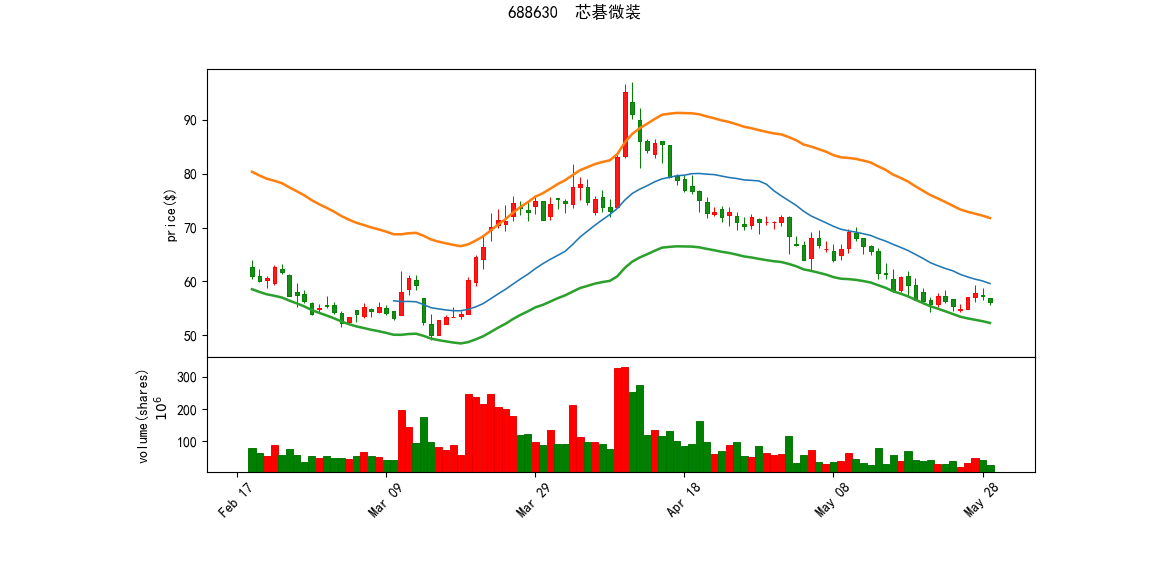 688630 芯碁微装
price($)
90
80
70
60
50
volume(shares)
10^6
300
200
100
Feb 17
Mar 09
Mar 29
Apr 18
May 08
May 28